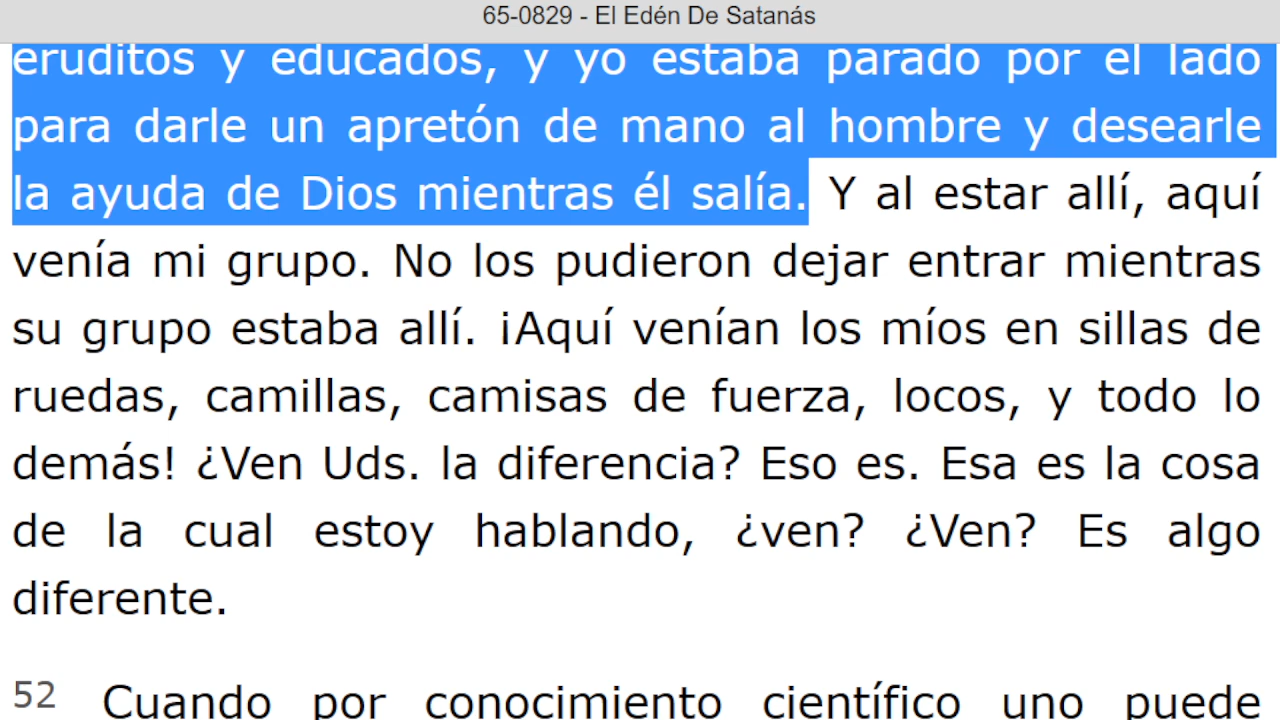 65-0829 - El Edén De Satanás
eruditos y educados, y yo estaba parado por el lado
para darle un apretón de mano al hombre y desearle
la ayuda de Dios mientras él salía. Y al estar allí, aquí
venía mi grupo. No los pudieron dejar entrar mientras
su grupo estaba allí. ¡Aquí venían los míos en sillas de
ruedas, camillas, camisas de fuerza, locos, y todo lo
demás! ¿Ven Uds. la diferencia? Eso es. Esa es la cosa
de la cual estoy hablando, ¿ven? ¿Ven? Es algo
diferente.
52 Cuando por conocimiento científico uno puede